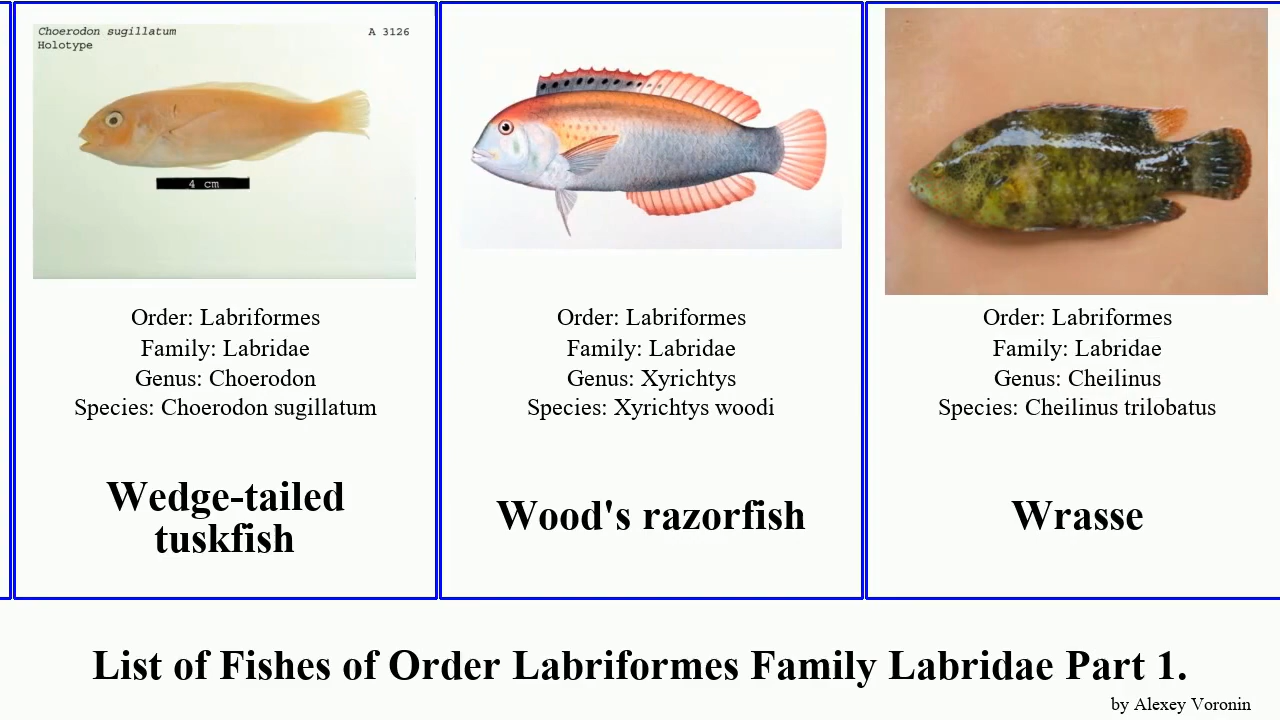 Choerodon sugillatum
A 3126
Holotype
4 cm
Order: Labriformes
Family: Labridae
Genus: Choerodon
Species: Choerodon sugillatum
Wedge-tailed
tuskfish
Order: Labriformes
Family: Labridae
Genus: Xyrichtys
Species: Xyrichtys woodi
Wood's razorfish
Order: Labriformes
Family: Labridae
Genus: Cheilinus
Species: Cheilinus trilobatus
Wrasse
List of Fishes of Order Labriformes Family Labridae Part 1.
by Alexey Voronin